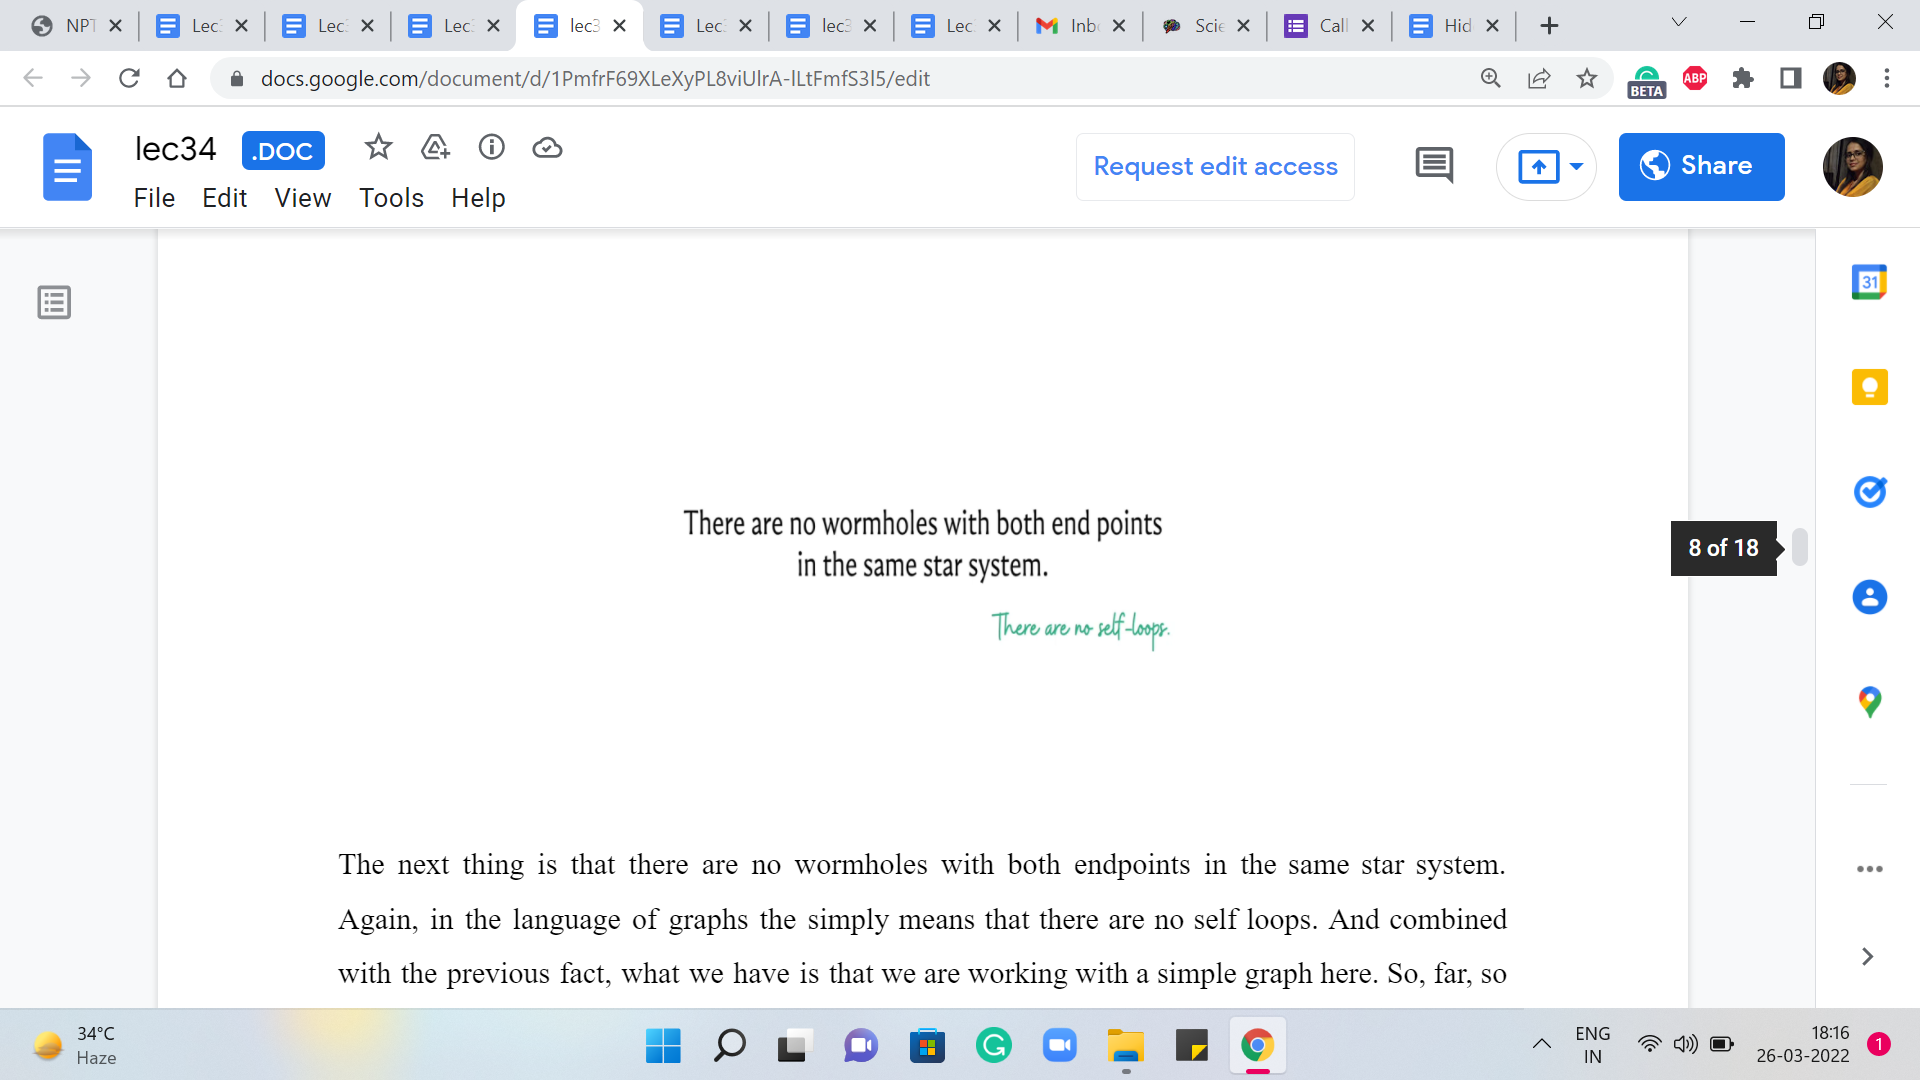 NPT
Lec
Lec
Lec
lec3
Lec
lec3
Lec
Inb
Scie
Call
Hid
docs.google.com/document/d/1PmfrF69XLeXyPL8viUlrA-lLtFmfS3l5/edit
ABP
BETA
lec34 .DOC
File Edit View Tools Help
Request edit access
Share
31
There are no wormholes with both end points
in the same star system.
There are no self-loops.
8 of 18
The next thing is that there are no wormholes with both endpoints in the same star system.
Again, in the language of graphs the simply means that there are no self loops. And combined
with the previous fact, what we have is that we are working with a simple graph here. So, far, so
34°C
Haze
ENG
IN
18:16
26-03-2022
1